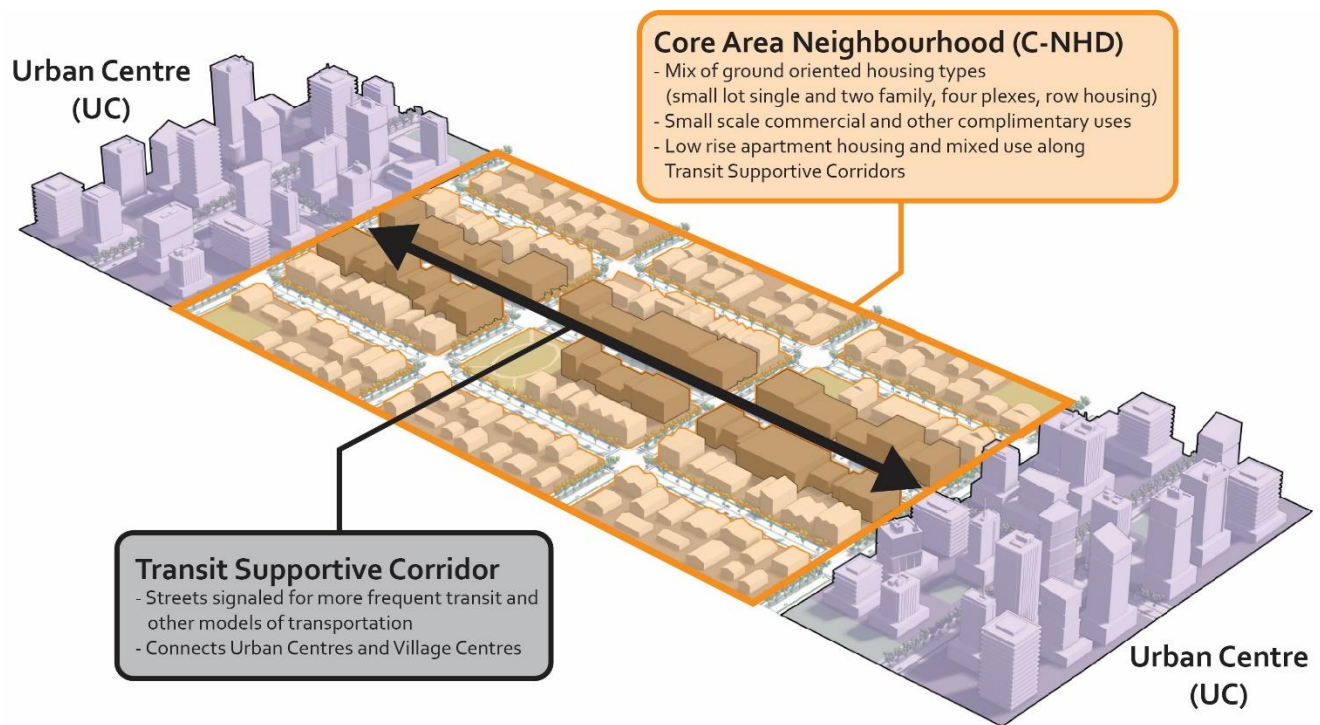 Urban Centre
(UC)
Core Area Neighbourhood (C-NHD)
- Mix of ground oriented housing types
(small lot single and two family, four plexes, row housing)
- Small scale commercial and other complimentary uses
- Low rise apartment housing and mixed use along
Transit Supportive Corridors
Transit Supportive Corridor
- Streets signaled for more frequent transit and
other models of transportation
- Connects Urban Centres and Village Centres
Urban Centre
(UC)